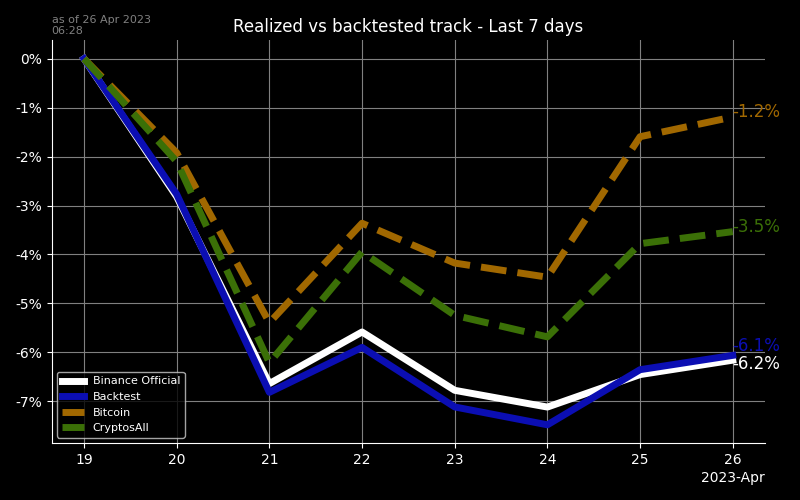 as of 26 Apr 2023
06:28
Realized vs backtested track - Last 7 days
0%
-1%
-2%
-3%
-4%
-5%
-6%
-7%
-1.2%
-3.5%
-6.1%
-6.2%
Binance Official
Backtest
Bitcoin
CryptosAll
19 20 21 22 23 24 25 26
2023-Apr